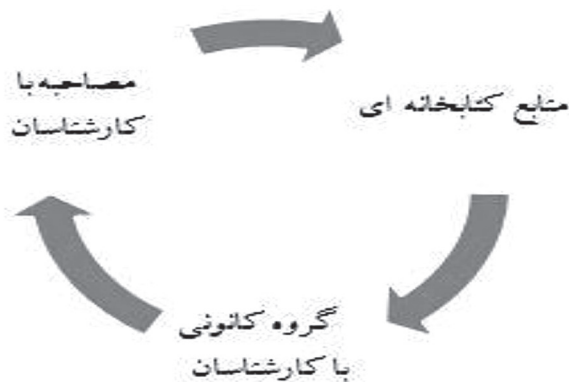 منابع کتابخانه ای
مصاحبه با
کارشناسان
گروه کانونی
با کارشناسان